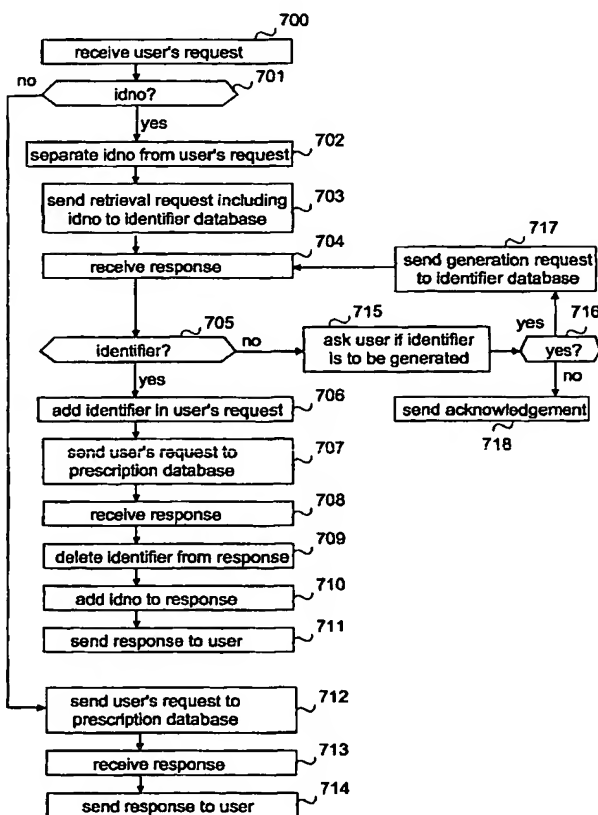 700
receive user's request
no
701
idno?
yes
702
separate idno from user's request
703
send retrieval request including
idno to identifier database
704
receive response
717
send generation request
to identifier database
705
identifier?
no
715
ask user if identifier
is to be generated
yes
716
yes?
no
yes
706
add identifier in user's request
send acknowledgement
718
707
send user's request to
prescription database
708
receive response
709
delete identifier from response
710
add idno to response
711
send response to user
712
send user's request to
prescription database
713
receive response
714
send response to user